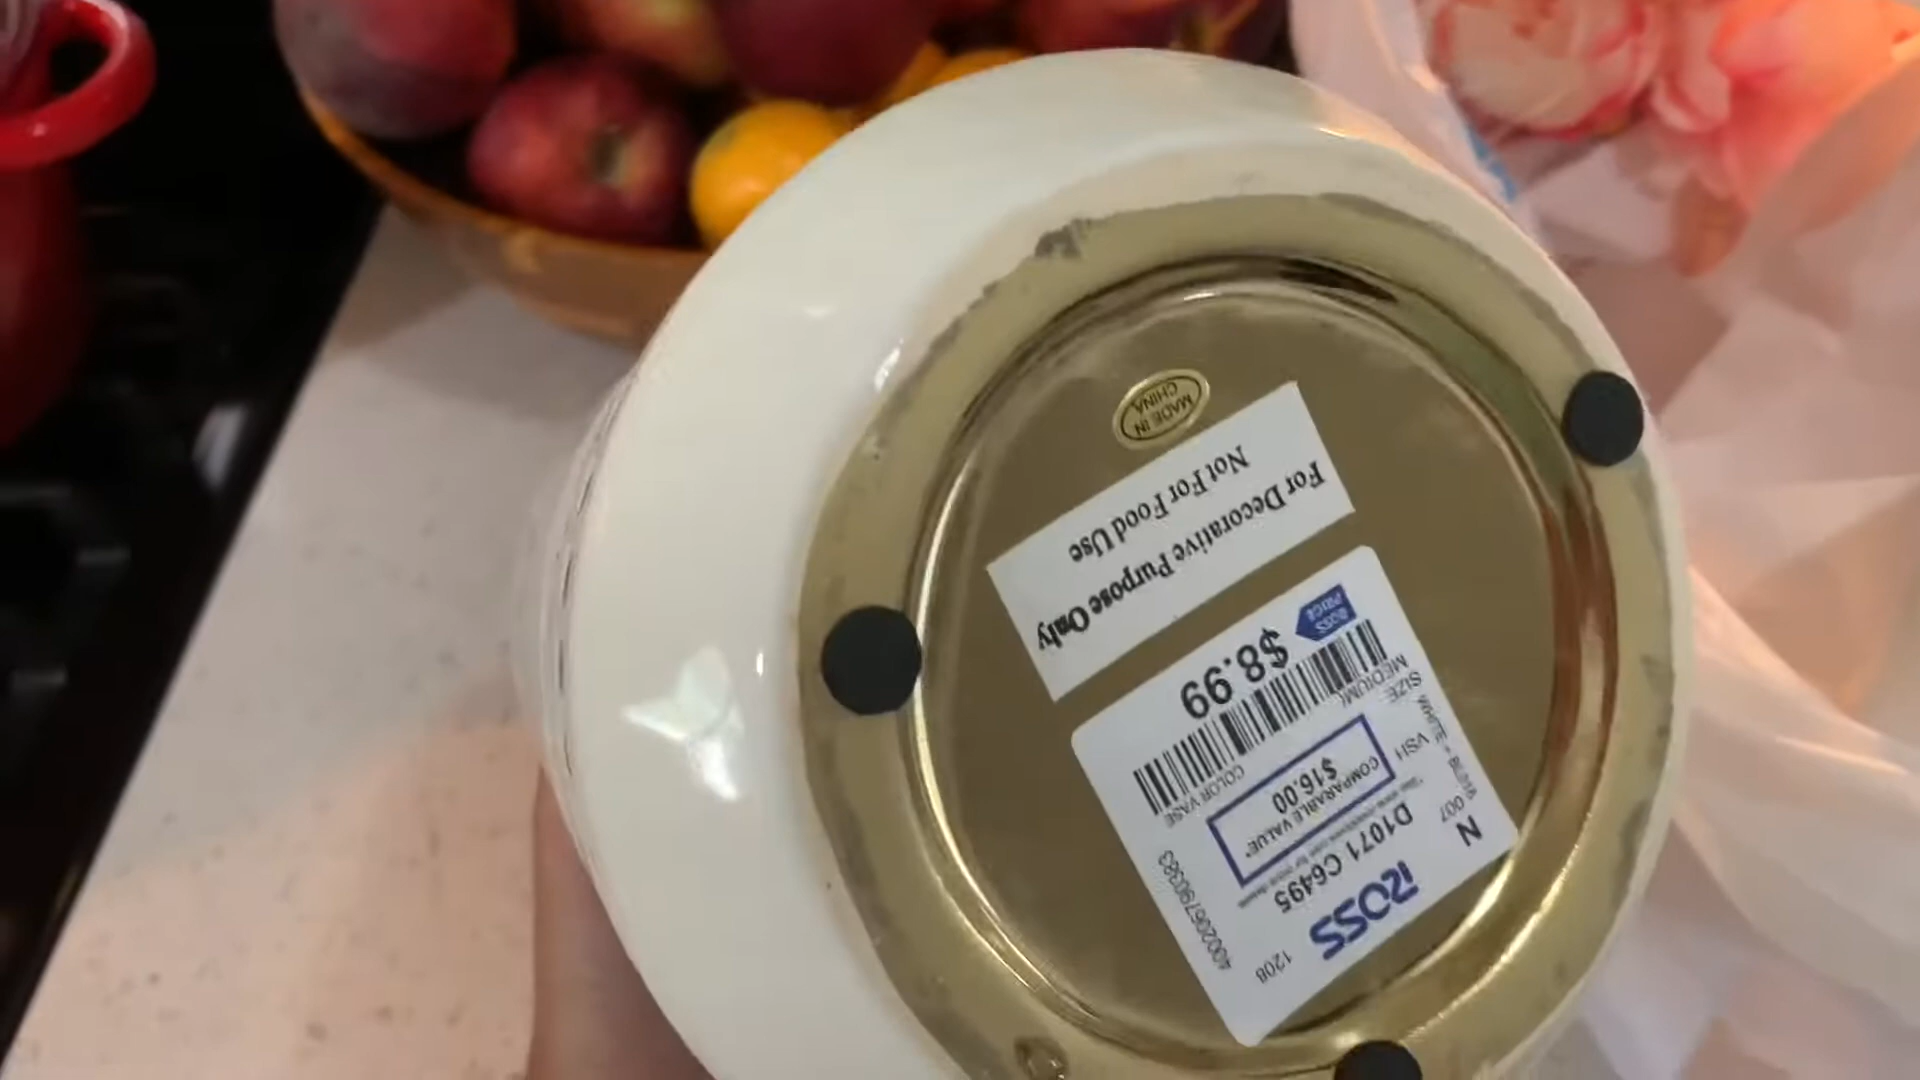 MADE IN
CHINA
For Decorative Purpose Only
Not For Food Use
ROSS
1208
D1071 C6495
N
COMPARABLE VALUE*
$16.00
007
VSH
SIZE:
MEDIUM
COLOR VASE
400206790383
$8.99
ROSS
PRICE